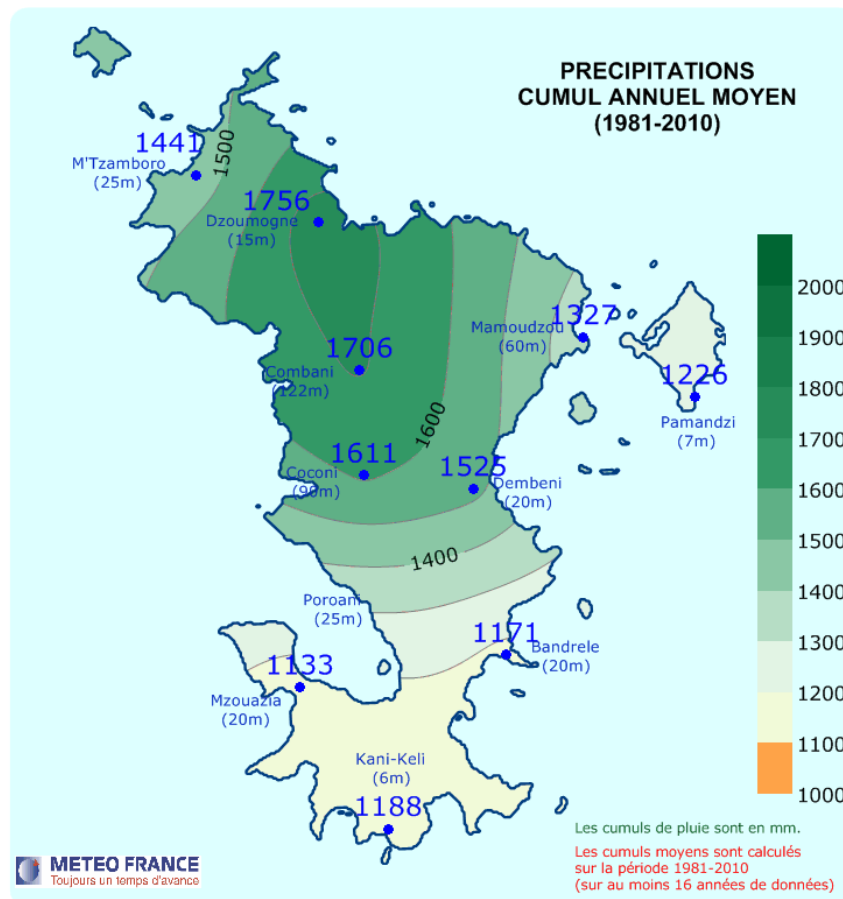 PRECIPITATIONS
CUMUL ANNUEL MOYEN
(1981-2010)
1441
M'Tzamboro
(25m)
1500
1756
Dzoumogne
(15m)
2000
1327
Mamoudzou
(60m)
1900
1706
Combani
(122m)
1226
Pamandzi
(7m)
1800
1600
1700
1611
Coconi
(90m)
1525
Dembeni
(20m)
1600
1500
1400
1400
Poroani
(25m)
1300
1171
Bandrele
(20m)
1133
Mzouazia
(20m)
1200
1100
Kani-Keli
(6m)
1188
1000
Les cumuls de pluie sont en mm.
Les cumuls moyens sont calculés
sur la période 1981-2010
(sur au moins 16 années de données)
METEO FRANCE
Toujours un temps d'avance